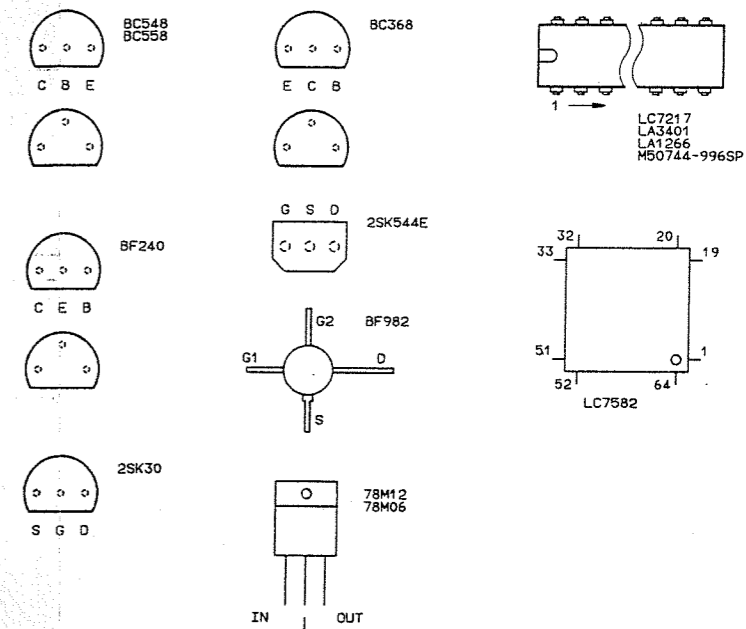 BC548
BC558
C B E
BC368
E C B
1
LC7217
LA3401
LA1266
M50744-996SP
BF240
C E B
G S D
2SK544E
G2
BF982
G1
D
S
32
20
33
19
51
1
52
64
LC7582
2SK30
S G D
78M12
78M06
IN
OUT